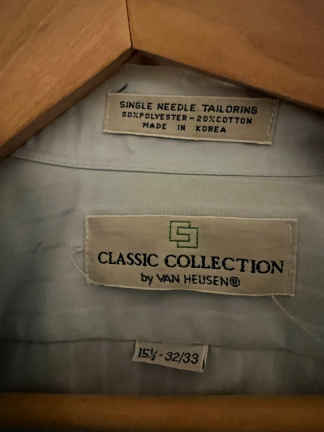 SINGLE NEEDLE TAILORING
80%POLYESTER-20%COTTON
MADE IN KOREA
CLASSIC COLLECTION
by VAN HEUSEN®
15½-32/33